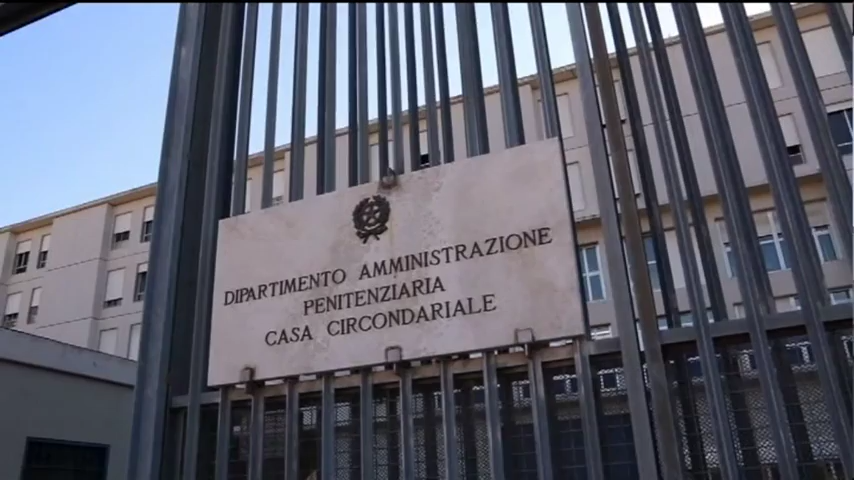 DIPARTIMENTO AMMINISTRAZIONE
PENITENZIARIA
CASA CIRCONDARIALE